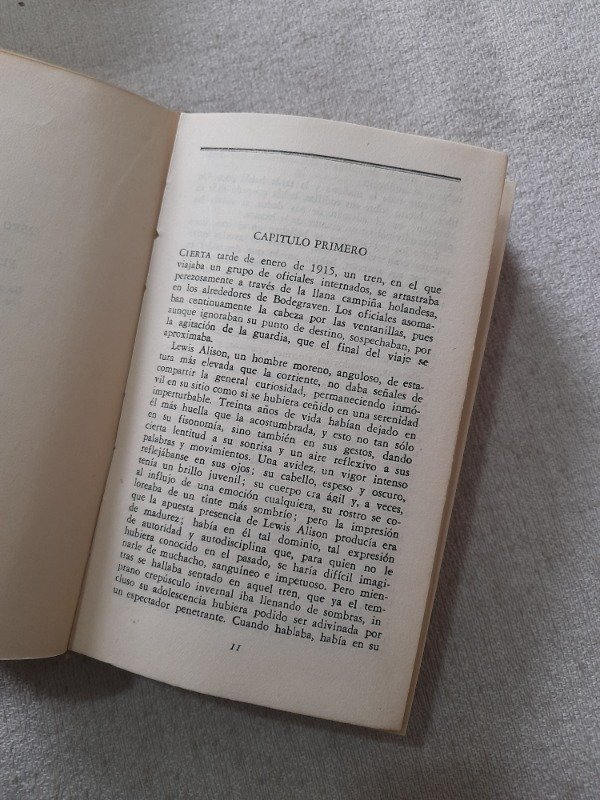 CAPITULO PRIMERO
CIERTA tarde de enero de 1915, un tren, en el que
viajaba un grupo de oficiales internados, se arrastraba
perezosamente a través de la llana campiña holandesa,
en los alrededores de Bodegraven. Los oficiales asoma-
ban continuamente la cabeza por las ventanillas, pues
aunque ignoraban su punto de destino, sospechaban, por
la agitación de la guardia, que el final del viaje se
aproximaba.
Lewis Alison, un hombre moreno, anguloso, de esta-
tura más elevada que la corriente, no daba señales de
compartir la general curiosidad, permaneciendo inmó-
vil en su sitio como si se hubiera ceñido en una serenidad
imperturbable. Treinta años de vida habían dejado en
él más huella que la acostumbrada, y esto no tan sólo
en su fisonomía, sino también en sus gestos, dando
cierta lentitud a su sonrisa y un aire reflexivo a sus
palabras y movimientos. Una avidez, un vigor intenso
reflejábanse en sus ojos; su cabello, espeso y oscuro,
tenía un brillo juvenil; su cuerpo era ágil y, a veces,
al influjo de una emoción cualquiera, su rostro se co-
loreaba de un tinte más sombrío; pero la impresión
que la apuesta presencia de Lewis Alison producía era
de madurez; había en él tal dominio, tal expresión
de autoridad y autodisciplina que, para quien no le
hubiera conocido en el pasado, se haría difícil imagi-
narle de muchacho, sanguíneo e impetuoso. Pero mien-
tras se hallaba sentado en aquel tren, que ya el tem-
prano crepúsculo invernal iba llenando de sombras, in
cluso su adolescencia hubiera podido ser adivinada por
un espectador penetrante. Cuando hablaba, había en su
11